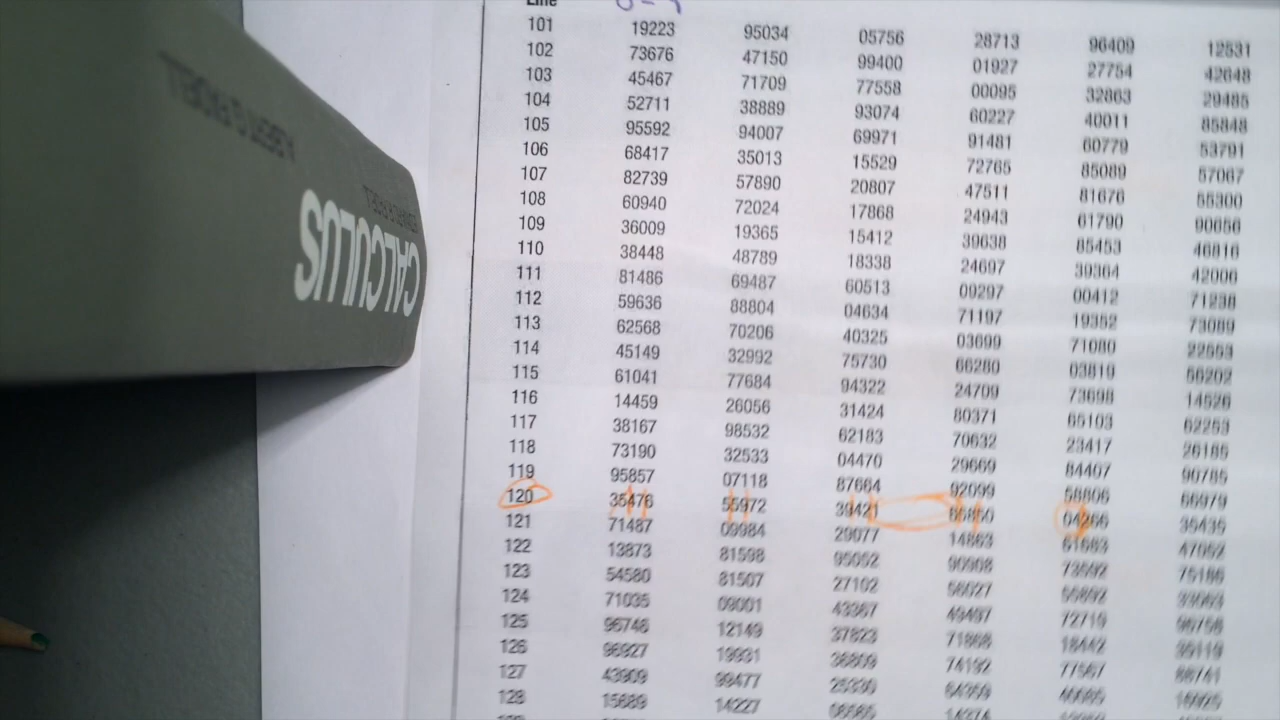 Line
101 19223 95034 05756 28713 96409 12531
102 73676 47150 99400 01927 27754 42648
103 45467 71709 77558 00095 32863 29485
104 52711 38889 93074 60227 40011 85848
105 95592 94007 69971 91481 60779 53791
106 68417 35013 15529 72765 85089 57067
107 82739 57890 20807 47511 81676 55300
108 60940 72024 17868 24943 61790 90656
109 36009 19365 15412 39638 85453 46816
110 38448 48789 18338 24697 39364 42006
111 81486 69487 60513 09297 00412 71238
112 59636 88804 04634 71197 19352 73089
113 62568 70206 40325 03699 71080 22553
114 45149 32992 75730 66280 03819 56202
115 61041 77684 94322 24709 73698 14526
116 14459 26056 31424 80371 65103 62253
117 38167 98532 62183 70632 23417 26185
118 73190 32533 04470 29669 84407 90785
119 95857 07118 87664 92099 58806 66979
120 35476 55972 39421 65850 04266 35435
121 71487 09984 29077 14863 61683 47052
122 13873 81598 95052 90908 73592 75186
123 54580 81507 27102 56027 55892
124 71035 09001 43367 49497 72719 96758
125 96746 12149 37823 71868 18442 35119
126 96927 19931 36809 74192 77567 88741
127 43909 99477 25330 64359
128 15689 14227
CALCULUS